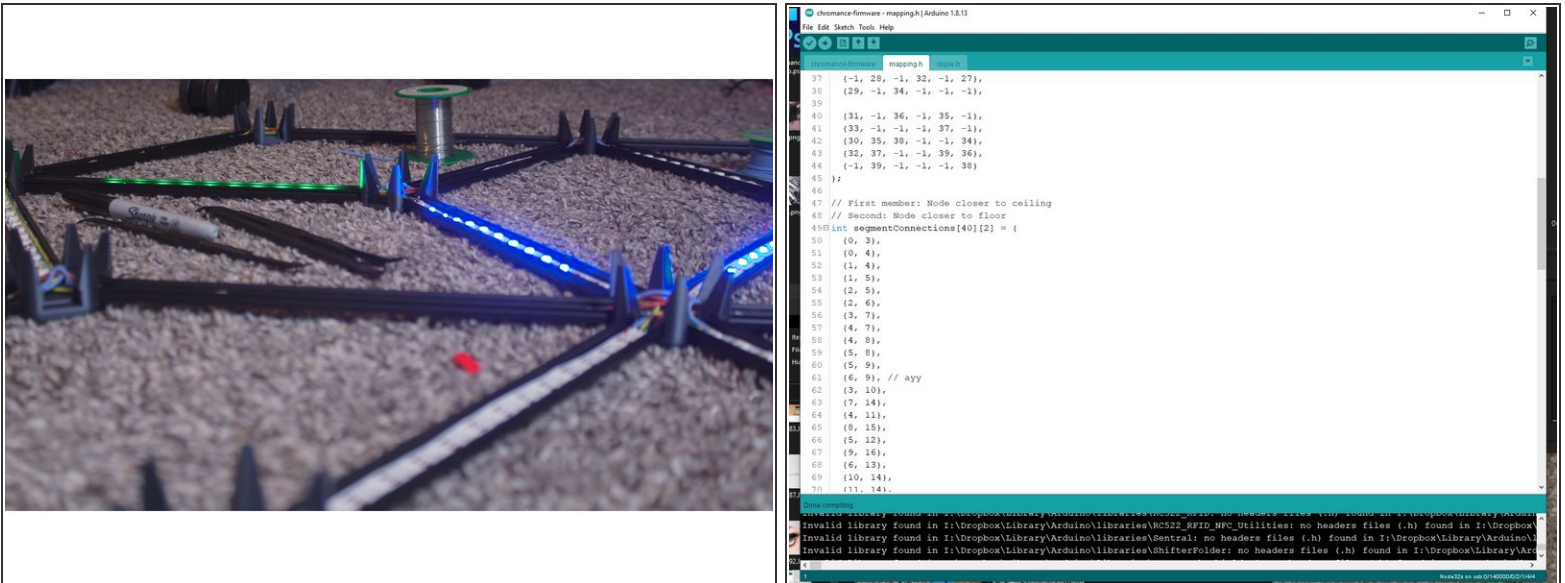 Sharpie
chromance-firmware - mapping.h | Arduino 1.8.13
File Edit Sketch Tools Help
chromance-firmware mapping.h ripple.h
37 {-1, 28, -1, 32, -1, 27},
38 {29, -1, 34, -1, -1, -1},
39
40 {31, -1, 36, -1, 35, -1},
41 {33, -1, -1, -1, 37, -1},
42 {30, 35, 38, -1, -1, 34},
43 {32, 37, -1, -1, 39, 36},
44 {-1, 39, -1, -1, -1, 38}
45 };
46
47 // First member: Node closer to ceiling
48 // Second: Node closer to floor
49 int segmentConnections[40][2] = {
50 {0, 3},
51 {0, 4},
52 {1, 4},
53 {1, 5},
54 {2, 5},
55 {2, 6},
56 {3, 7},
57 {4, 7},
58 {4, 8},
59 {5, 8},
60 {5, 9},
61 {6, 9}, // ayy
62 {3, 10},
63 {7, 14},
64 {4, 11},
65 {8, 15},
66 {5, 12},
67 {9, 16},
68 {6, 13},
69 {10, 14},
70 {11, 14},
Done compiling.
Invalid library found in I:\Dropbox\Library\Arduino\libraries\RC522_RFID_NFC_Utilities: no headers files (.h) found in I:\Dropbox\
Invalid library found in I:\Dropbox\Library\Arduino\libraries\Sentral: no headers files (.h) found in I:\Dropbox\Library\Arduino\l
Invalid library found in I:\Dropbox\Library\Arduino\libraries\ShifterFolder: no headers files (.h) found in I:\Dropbox\Library\Ard
1